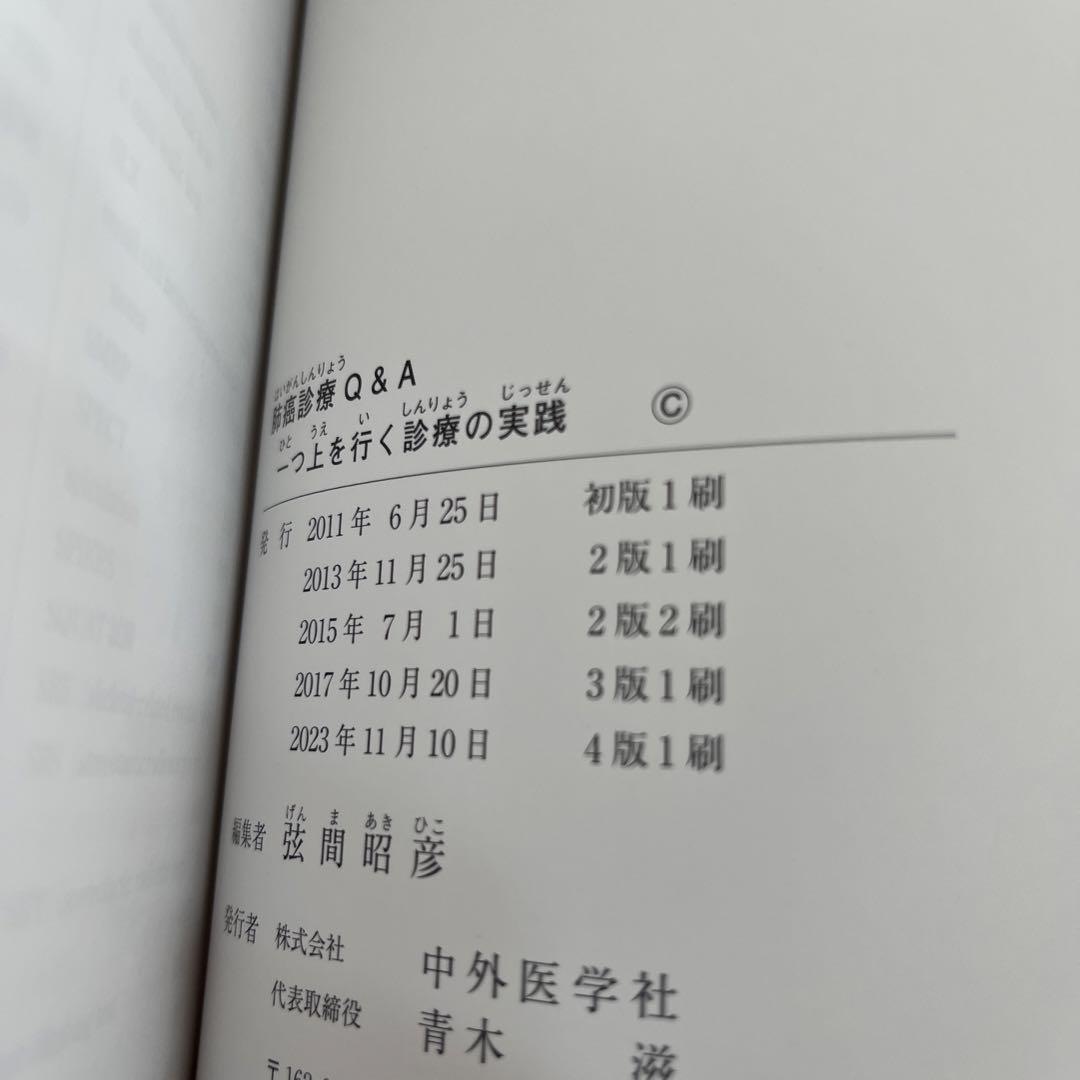 はいがんしんりょう
肺癌診療Q&A
ひと うえ い しんりょう じっせん
一つ上を行く診療の実践 ©
発 行 2011年 6月25日 初版1刷
2013年11月25日 2版1刷
2015年 7月 1日 2版2刷
2017年10月20日 3版1刷
2023年11月10日 4版1刷
げん ま あき ひこ
編集者 弦間昭彦
発行者 株式会社 中外医学社
代表取締役 青木 滋